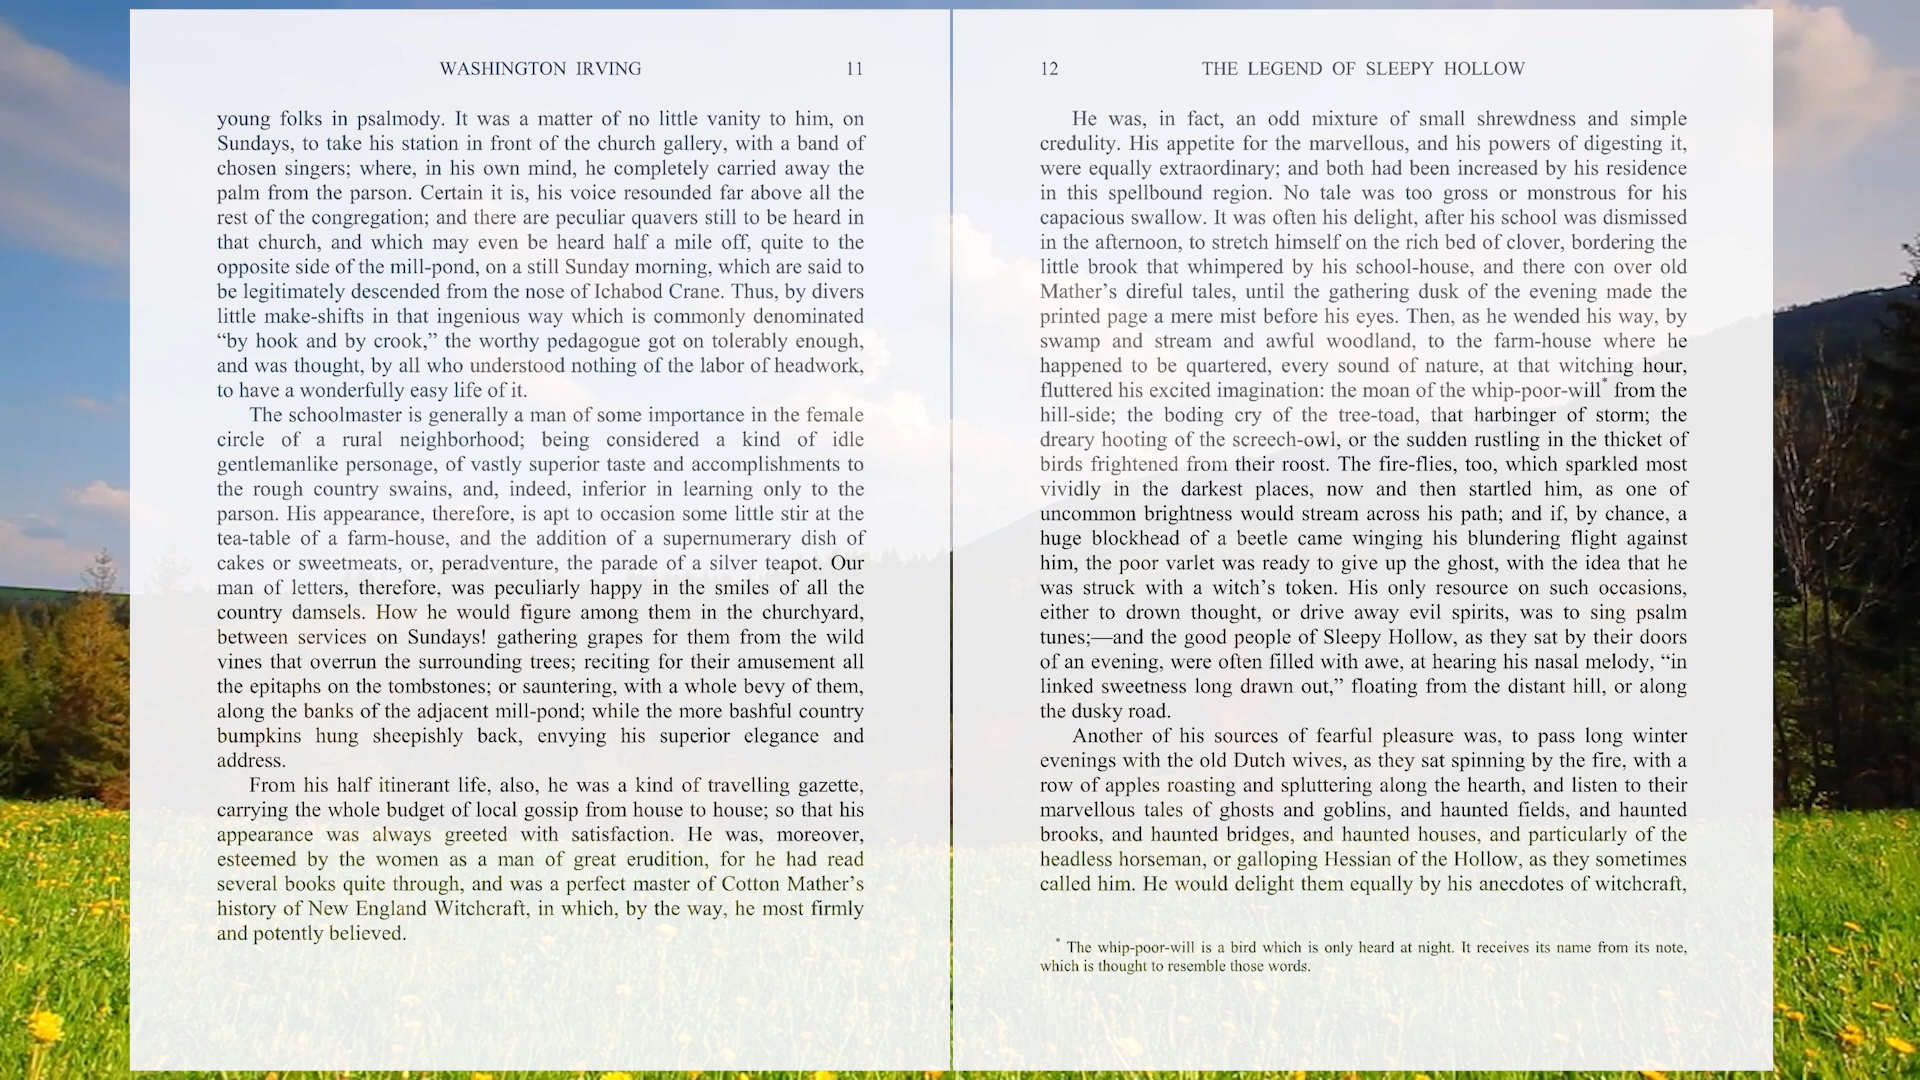 WASHINGTON IRVING 11
young folks in psalmody. It was a matter of no little vanity to him, on
Sundays, to take his station in front of the church gallery, with a band of
chosen singers; where, in his own mind, he completely carried away the
palm from the parson. Certain it is, his voice resounded far above all the
rest of the congregation; and there are peculiar quavers still to be heard in
that church, and which may even be heard half a mile off, quite to the
opposite side of the mill-pond, on a still Sunday morning, which are said to
be legitimately descended from the nose of Ichabod Crane. Thus, by divers
little make-shifts in that ingenious way which is commonly denominated
“by hook and by crook,” the worthy pedagogue got on tolerably enough,
and was thought, by all who understood nothing of the labor of headwork,
to have a wonderfully easy life of it.
The schoolmaster is generally a man of some importance in the female
circle of a rural neighborhood; being considered a kind of idle
gentlemanlike personage, of vastly superior taste and accomplishments to
the rough country swains, and, indeed, inferior in learning only to the
parson. His appearance, therefore, is apt to occasion some little stir at the
tea-table of a farm-house, and the addition of a supernumerary dish of
cakes or sweetmeats, or, peradventure, the parade of a silver teapot. Our
man of letters, therefore, was peculiarly happy in the smiles of all the
country damsels. How he would figure among them in the churchyard,
between services on Sundays! gathering grapes for them from the wild
vines that overrun the surrounding trees; reciting for their amusement all
the epitaphs on the tombstones; or sauntering, with a whole bevy of them,
along the banks of the adjacent mill-pond; while the more bashful country
bumpkins hung sheepishly back, envying his superior elegance and
address.
From his half itinerant life, also, he was a kind of travelling gazette,
carrying the whole budget of local gossip from house to house; so that his
appearance was always greeted with satisfaction. He was, moreover,
esteemed by the women as a man of great erudition, for he had read
several books quite through, and was a perfect master of Cotton Mather’s
history of New England Witchcraft, in which, by the way, he most firmly
and potently believed.
12 THE LEGEND OF SLEEPY HOLLOW
He was, in fact, an odd mixture of small shrewdness and simple
credulity. His appetite for the marvellous, and his powers of digesting it,
were equally extraordinary; and both had been increased by his residence
in this spellbound region. No tale was too gross or monstrous for his
capacious swallow. It was often his delight, after his school was dismissed
in the afternoon, to stretch himself on the rich bed of clover, bordering the
little brook that whimpered by his school-house, and there con over old
Mather’s direful tales, until the gathering dusk of the evening made the
printed page a mere mist before his eyes. Then, as he wended his way, by
swamp and stream and awful woodland, to the farm-house where he
happened to be quartered, every sound of nature, at that witching hour,
fluttered his excited imagination: the moan of the whip-poor-will* from the
hill-side; the boding cry of the tree-toad, that harbinger of storm; the
dreary hooting of the screech-owl, or the sudden rustling in the thicket of
birds frightened from their roost. The fire-flies, too, which sparkled most
vividly in the darkest places, now and then startled him, as one of
uncommon brightness would stream across his path; and if, by chance, a
huge blockhead of a beetle came winging his blundering flight against
him, the poor varlet was ready to give up the ghost, with the idea that he
was struck with a witch’s token. His only resource on such occasions,
either to drown thought, or drive away evil spirits, was to sing psalm
tunes;—and the good people of Sleepy Hollow, as they sat by their doors
of an evening, were often filled with awe, at hearing his nasal melody, “in
linked sweetness long drawn out,” floating from the distant hill, or along
the dusky road.
Another of his sources of fearful pleasure was, to pass long winter
evenings with the old Dutch wives, as they sat spinning by the fire, with a
row of apples roasting and spluttering along the hearth, and listen to their
marvellous tales of ghosts and goblins, and haunted fields, and haunted
brooks, and haunted bridges, and haunted houses, and particularly of the
headless horseman, or galloping Hessian of the Hollow, as they sometimes
called him. He would delight them equally by his anecdotes of witchcraft,
* The whip-poor-will is a bird which is only heard at night. It receives its name from its note,
which is thought to resemble those words.